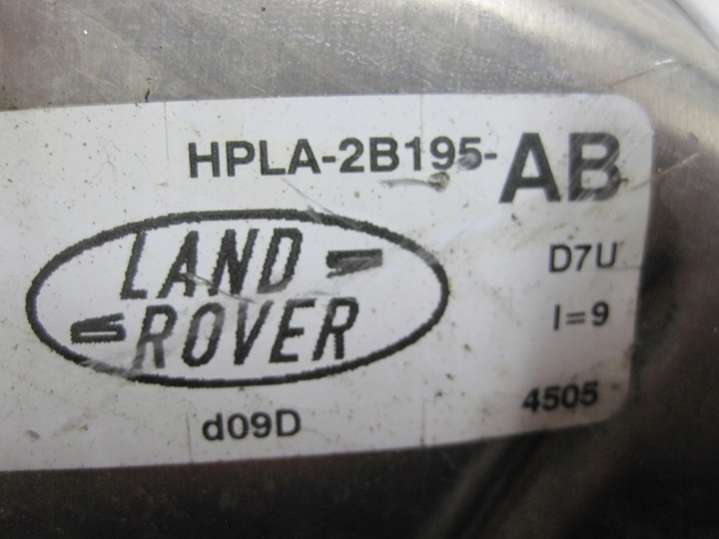 HPLA-2B195-AB
LAND
ROVER
D7U
I=9
4505
d09D